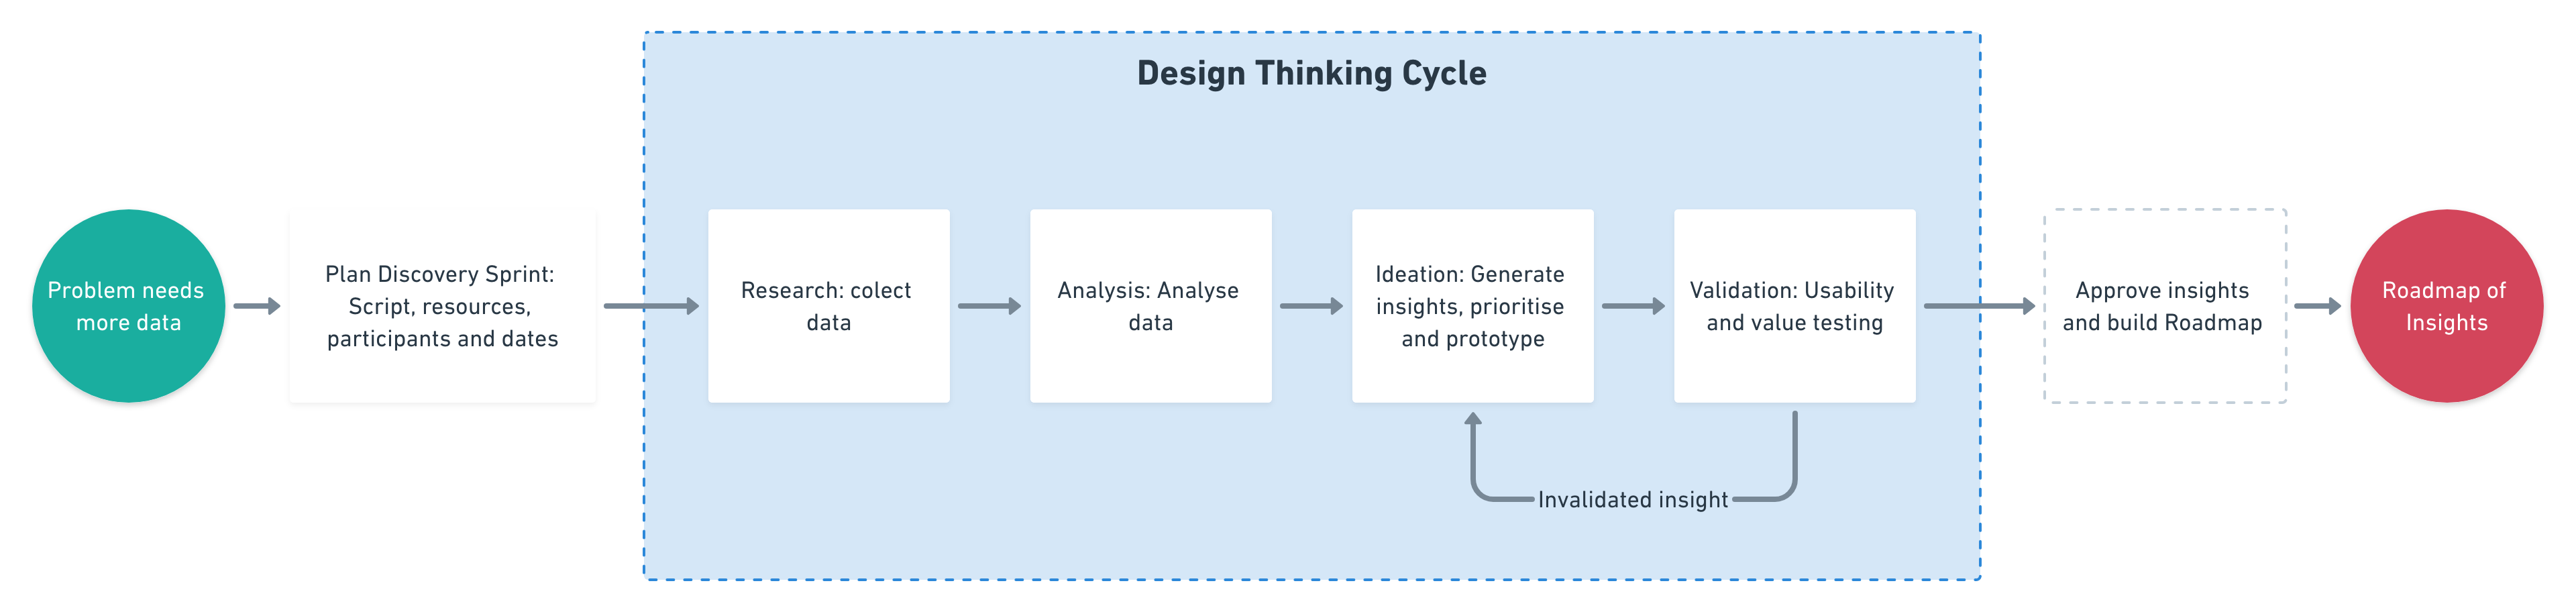 Design Thinking Cycle
Problem needs
more data
Plan Discovery Sprint:
Script, resources,
participants and dates
Research: colect
data
Analysis: Analyse
data
Ideation: Generate
insights, prioritise
and prototype
Validation: Usability
and value testing
Approve insights
and build Roadmap
Roadmap of
Insights
Invalidated insight